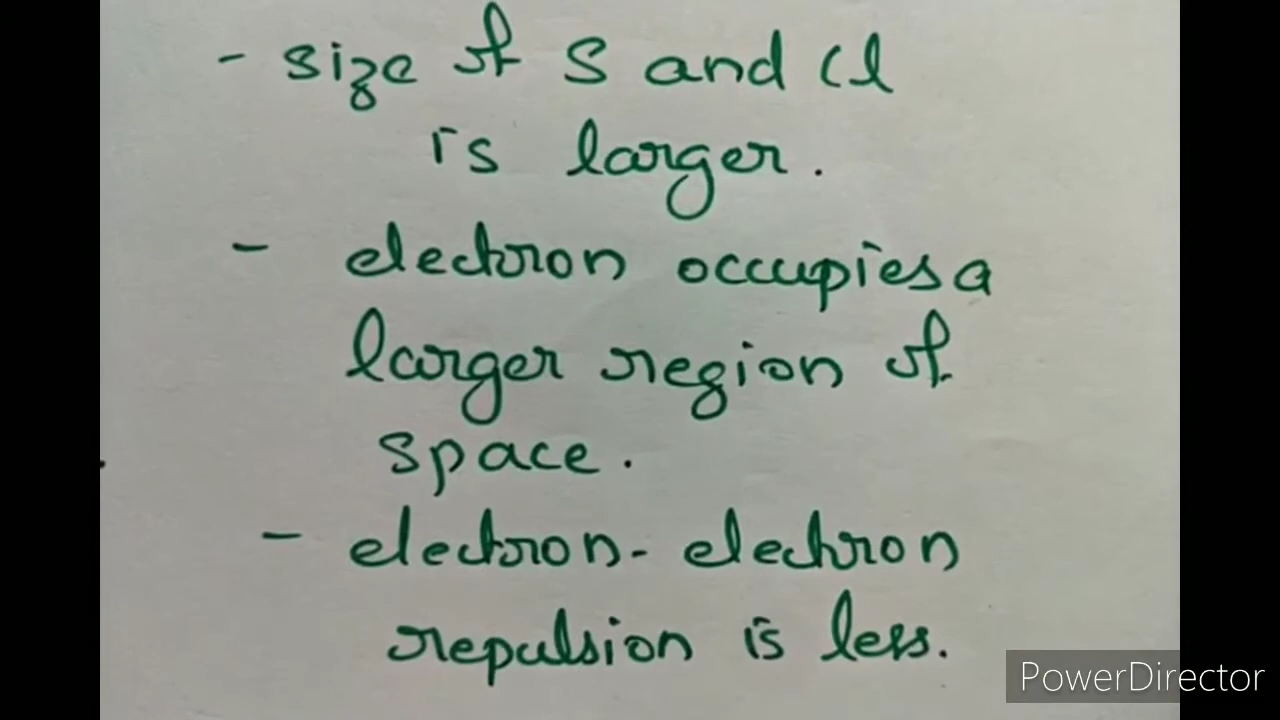 - size of S and Cl
is larger.
- electron occupies a
larger region of
space.
- electron-electron
repulsion is less.
PowerDirector